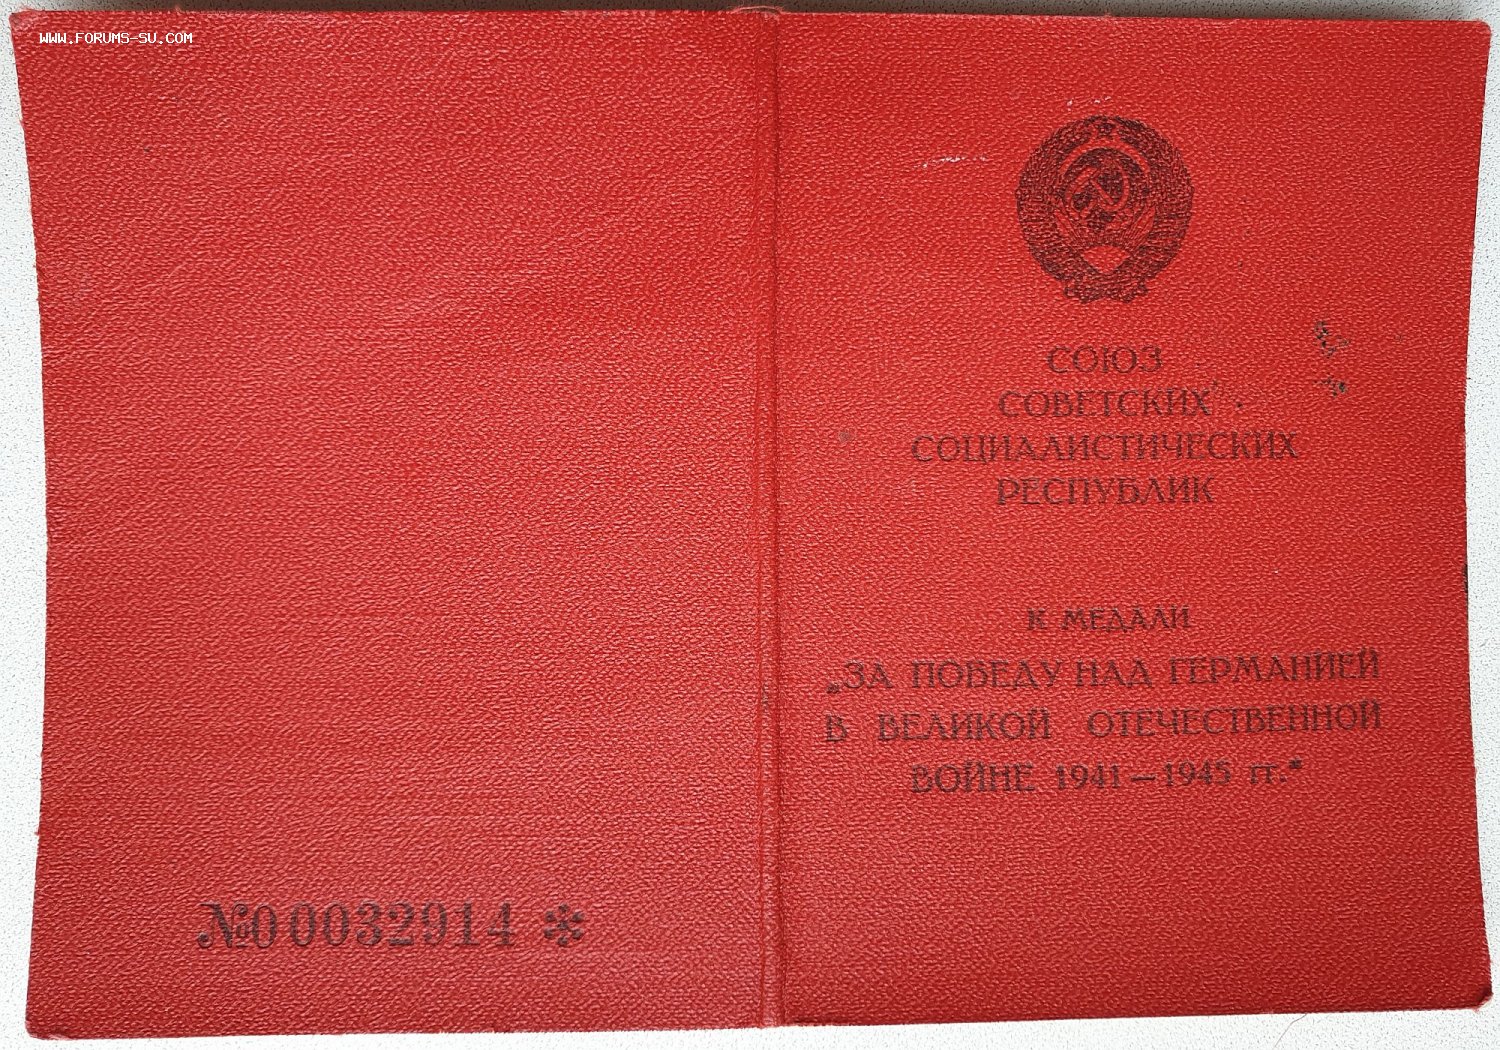 WWW.FORUMS-SU.COM
СОЮЗ
СОВЕТСКИХ
СОЦИАЛИСТИЧЕСКИХ
РЕСПУБЛИК
К МЕДАЛИ
„ЗА ПОБЕДУ НАД ГЕРМАНИЕЙ
В ВЕЛИКОЙ ОТЕЧЕСТВЕННОЙ
ВОЙНЕ 1941—1945 гг.“
№00032914 *